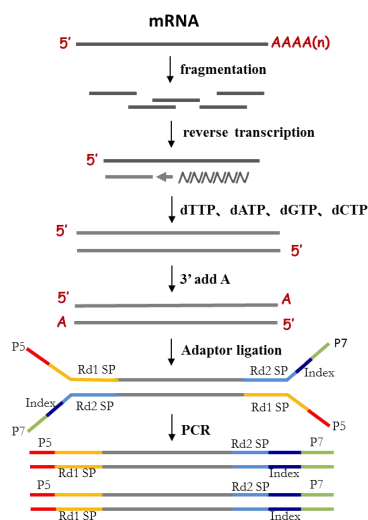 mRNA
5' AAAA(n)
fragmentation
reverse transcription
5'
NNNNNN
dTTP、dATP、dGTP、dCTP
5'
5'
3' add A
5' A
A 5'
Adaptor ligation
P5 P7
Rd1 SP Rd2 SP Index
Index Rd2 SP Rd1 SP
P7 P5
PCR
P5 Rd2 SP P7
Rd1 SP Index
P5 Rd2 SP P7
Rd1 SP Index